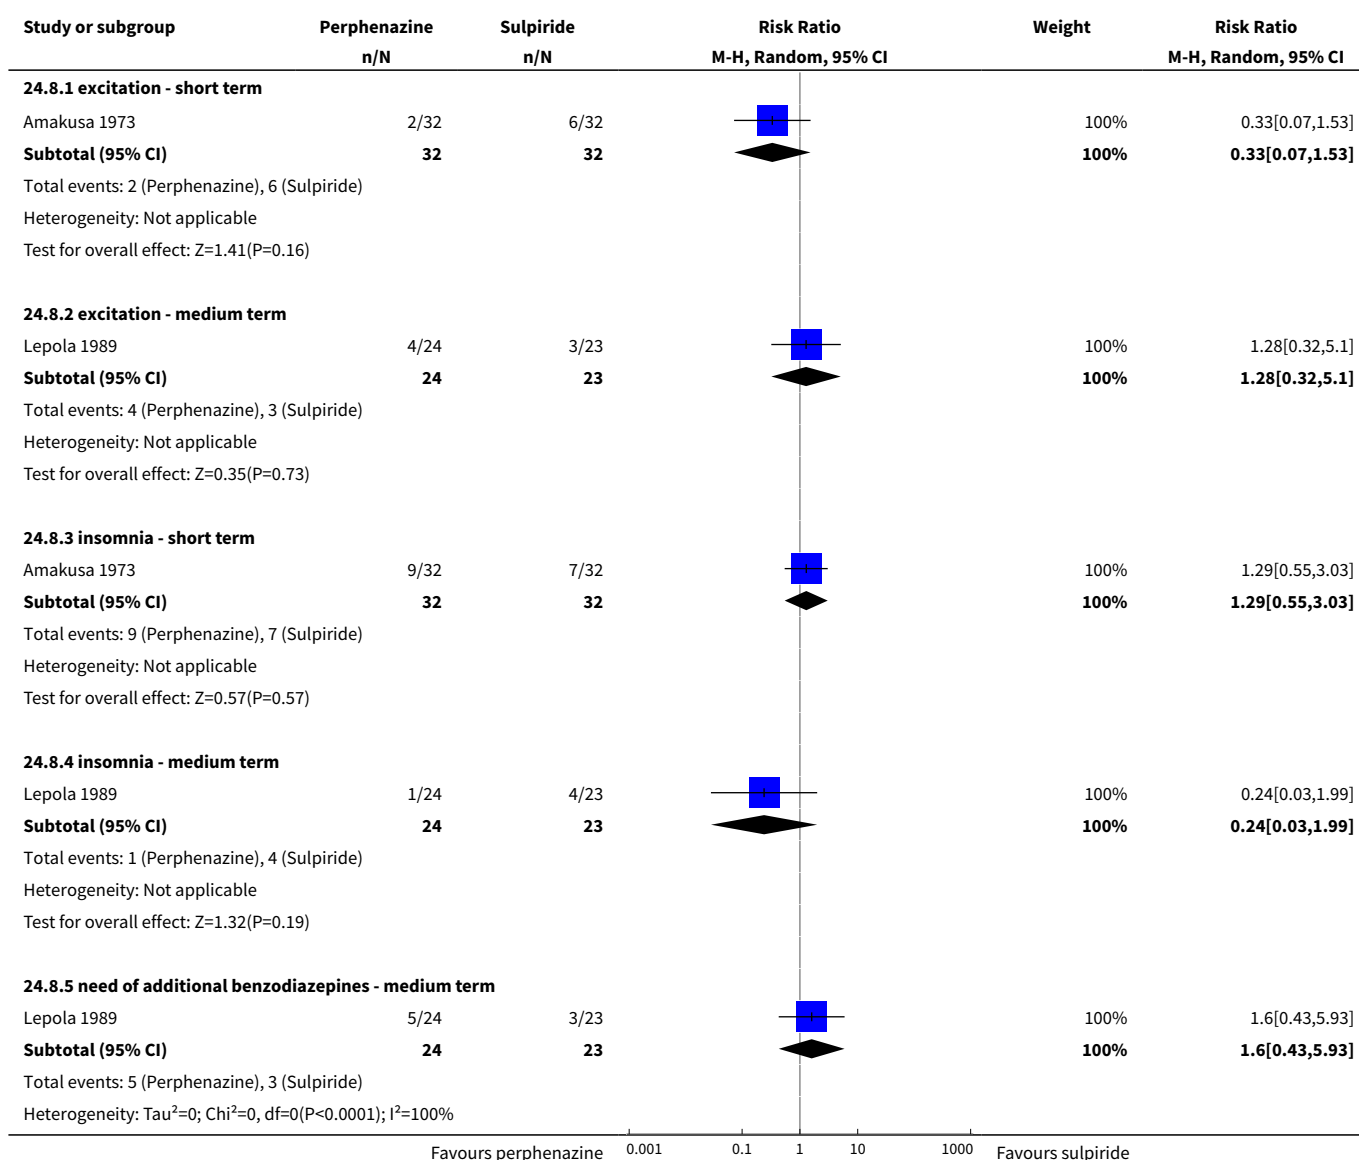 Study or subgroup Perphenazine Sulpiride Risk Ratio Weight Risk Ratio
n/N n/N M-H, Random, 95% CI M-H, Random, 95% CI
24.8.1 excitation - short term
Amakusa 1973 2/32 6/32 100% 0.33[0.07,1.53]
Subtotal (95% CI) 32 32 100% 0.33[0.07,1.53]
Total events: 2 (Perphenazine), 6 (Sulpiride)
Heterogeneity: Not applicable
Test for overall effect: Z=1.41(P=0.16)
24.8.2 excitation - medium term
Lepola 1989 4/24 3/23 100% 1.28[0.32,5.1]
Subtotal (95% CI) 24 23 100% 1.28[0.32,5.1]
Total events: 4 (Perphenazine), 3 (Sulpiride)
Heterogeneity: Not applicable
Test for overall effect: Z=0.35(P=0.73)
24.8.3 insomnia - short term
Amakusa 1973 9/32 7/32 100% 1.29[0.55,3.03]
Subtotal (95% CI) 32 32 100% 1.29[0.55,3.03]
Total events: 9 (Perphenazine), 7 (Sulpiride)
Heterogeneity: Not applicable
Test for overall effect: Z=0.57(P=0.57)
24.8.4 insomnia - medium term
Lepola 1989 1/24 4/23 100% 0.24[0.03,1.99]
Subtotal (95% CI) 24 23 100% 0.24[0.03,1.99]
Total events: 1 (Perphenazine), 4 (Sulpiride)
Heterogeneity: Not applicable
Test for overall effect: Z=1.32(P=0.19)
24.8.5 need of additional benzodiazepines - medium term
Lepola 1989 5/24 3/23 100% 1.6[0.43,5.93]
Subtotal (95% CI) 24 23 100% 1.6[0.43,5.93]
Total events: 5 (Perphenazine), 3 (Sulpiride)
Heterogeneity: Tau²=0; Chi²=0, df=0(P<0.0001); I²=100%
Favours perphenazine 0.001 0.1 1 10 1000 Favours sulpiride